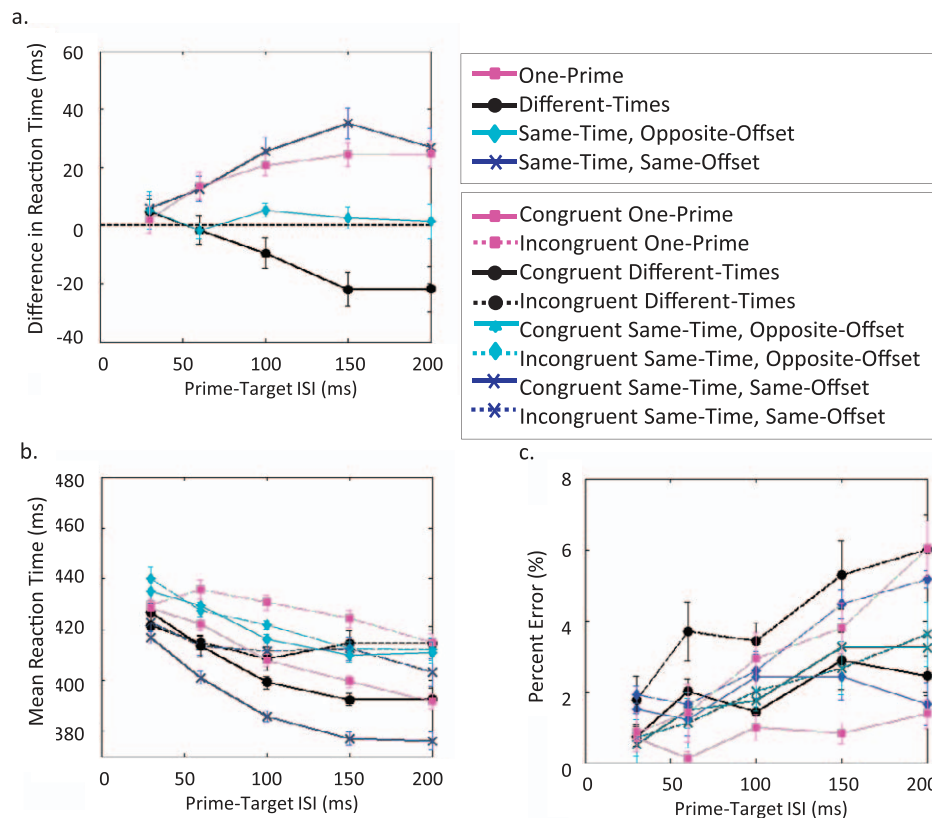 a.
Difference in Reaction Time (ms)
60
40
20
0
-20
-40
0
50
100
150
200
Prime-Target ISI (ms)
One-Prime
Different-Times
Same-Time, Opposite-Offset
Same-Time, Same-Offset
Congruent One-Prime
Incongruent One-Prime
Congruent Different-Times
Incongruent Different-Times
Congruent Same-Time, Opposite-Offset
Incongruent Same-Time, Opposite-Offset
Congruent Same-Time, Same-Offset
Incongruent Same-Time, Same-Offset
b.
Mean Reaction Time (ms)
480
460
440
420
400
380
0
50
100
150
200
Prime-Target ISI (ms)
c.
Percent Error (%)
8
6
4
2
0
0
50
100
150
200
Prime-Target ISI (ms)